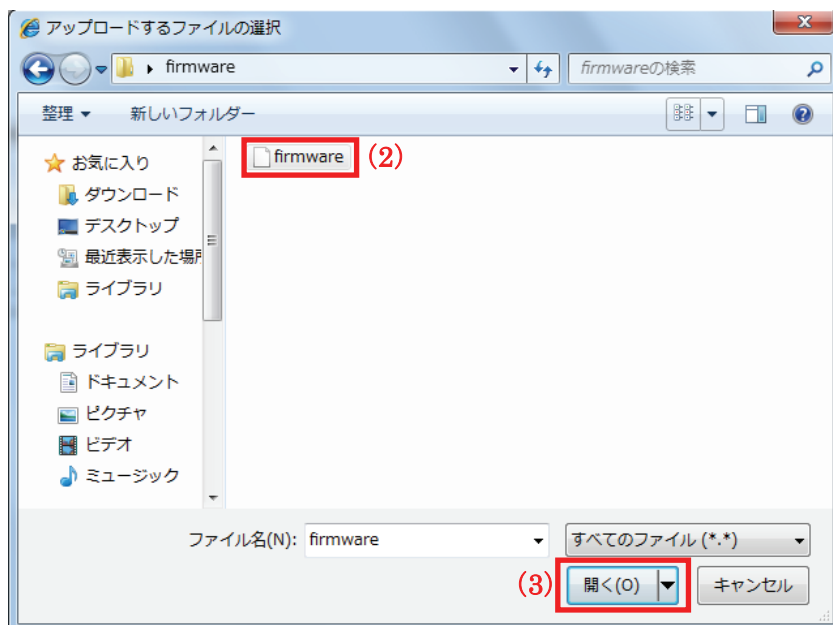 アップロードするファイルの選択
firmware
firmwareの検索
整理
新しいフォルダー
お気に入り
ダウンロード
デスクトップ
最近表示した場所
ライブラリ
ライブラリ
ドキュメント
ピクチャ
ビデオ
ミュージック
firmware
(2)
ファイル名(N): firmware
すべてのファイル (*.*)
(3)
開く(O)
キャンセル